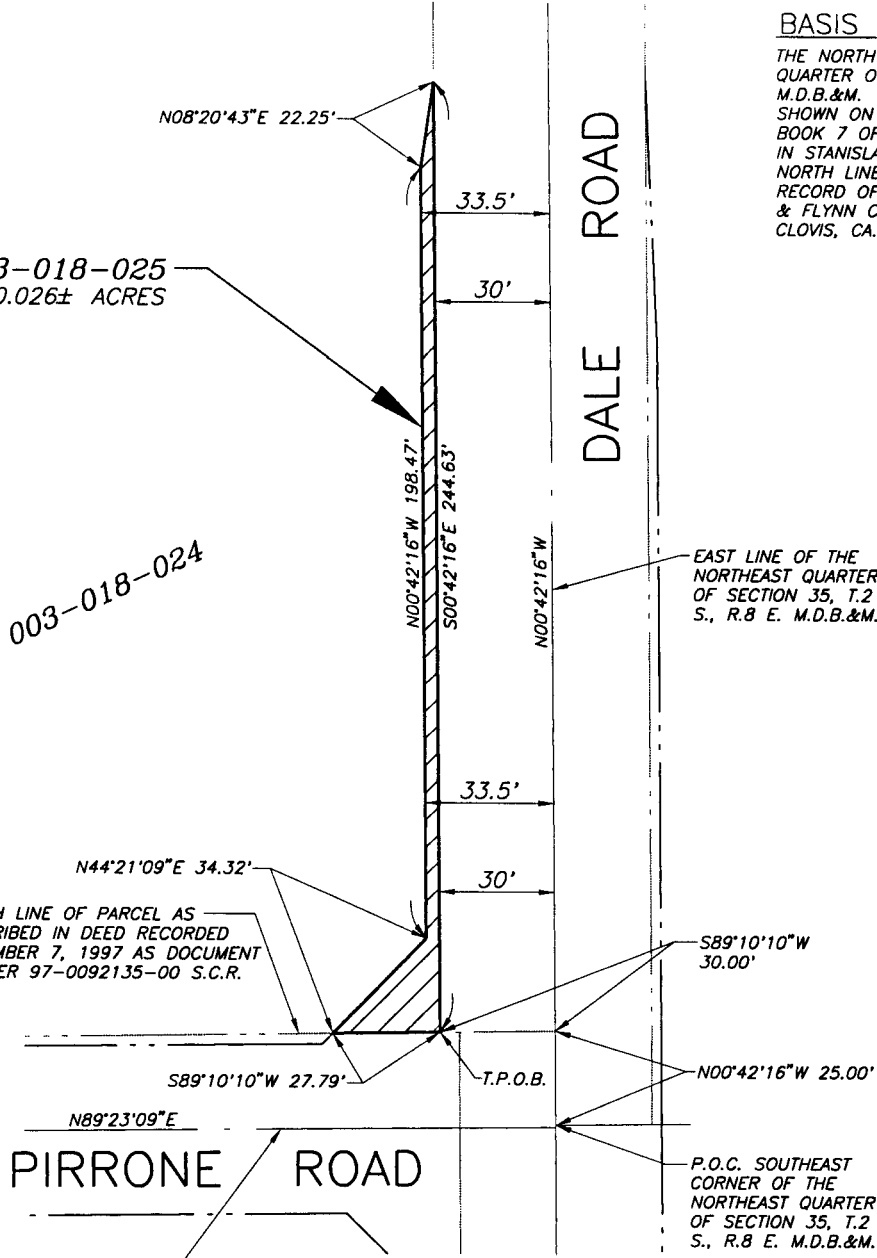 BASIS
THE NORTH
QUARTER O
M.D.B.&M.
SHOWN ON
BOOK 7 OF
IN STANISLA
NORTH LINE
RECORD OF
& FLYNN C
CLOVIS, CA.
N08°20'43"E 22.25'
33.5'
3-018-025
0.026± ACRES
30'
DALE ROAD
N00°42'16"W 198.47'
S00°42'16"E 244.63'
N00°42'16"W
EAST LINE OF THE
NORTHEAST QUARTER
OF SECTION 35, T.2
S., R.8 E. M.D.B.&M.
003-018-024
33.5'
N44°21'09"E 34.32'
30'
H LINE OF PARCEL AS
RIBED IN DEED RECORDED
MBER 7, 1997 AS DOCUMENT
ER 97-0092135-00 S.C.R.
S89°10'10"W
30.00'
S89°10'10"W 27.79'
T.P.O.B.
N00°42'16"W 25.00'
N89°23'09"E
PIRRONE ROAD
P.O.C. SOUTHEAST
CORNER OF THE
NORTHEAST QUARTER
OF SECTION 35, T.2
S., R.8 E. M.D.B.&M.